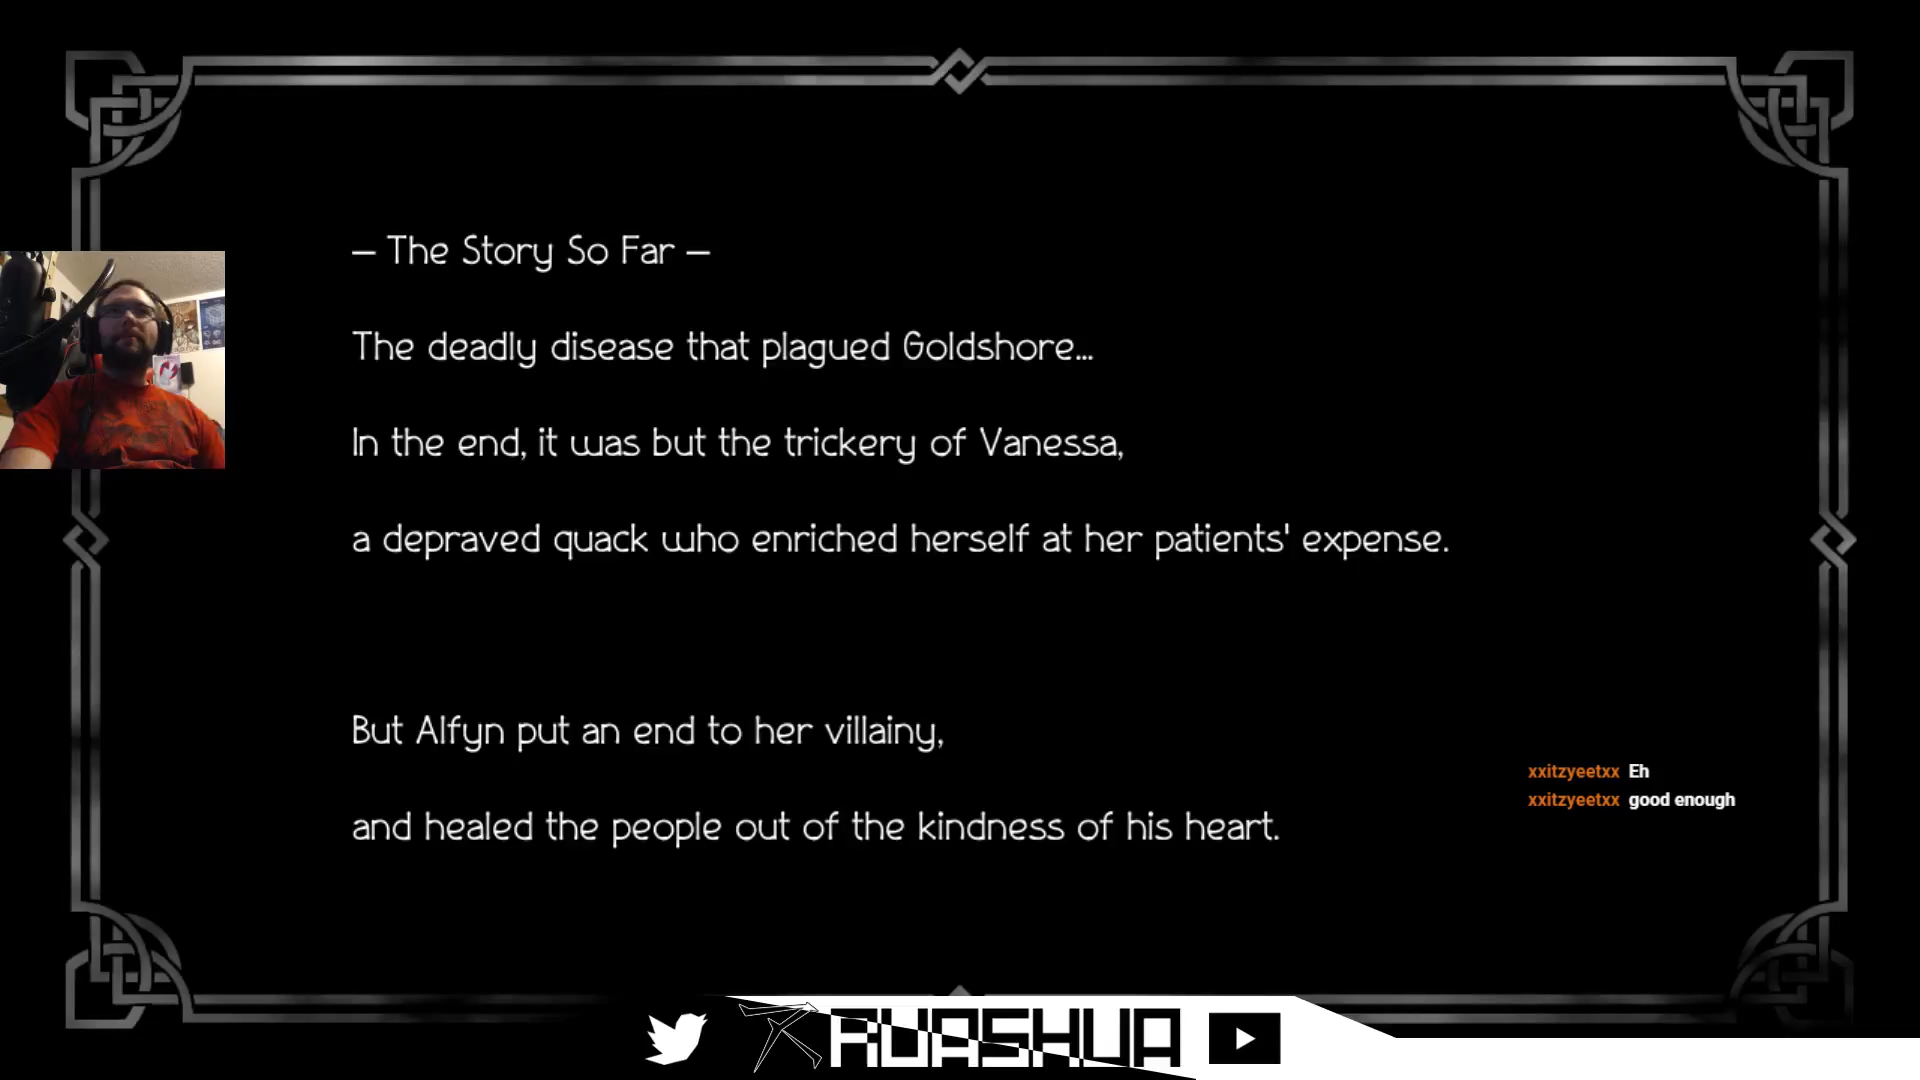 – The Story So Far –
The deadly disease that plagued Goldshore...
In the end, it was but the trickery of Vanessa,
a depraved quack who enriched herself at her patients' expense.
But Alfyn put an end to her villainy,
and healed the people out of the kindness of his heart.
xxitzyeetxx Eh
xxitzyeetxx good enough
RUASHUA